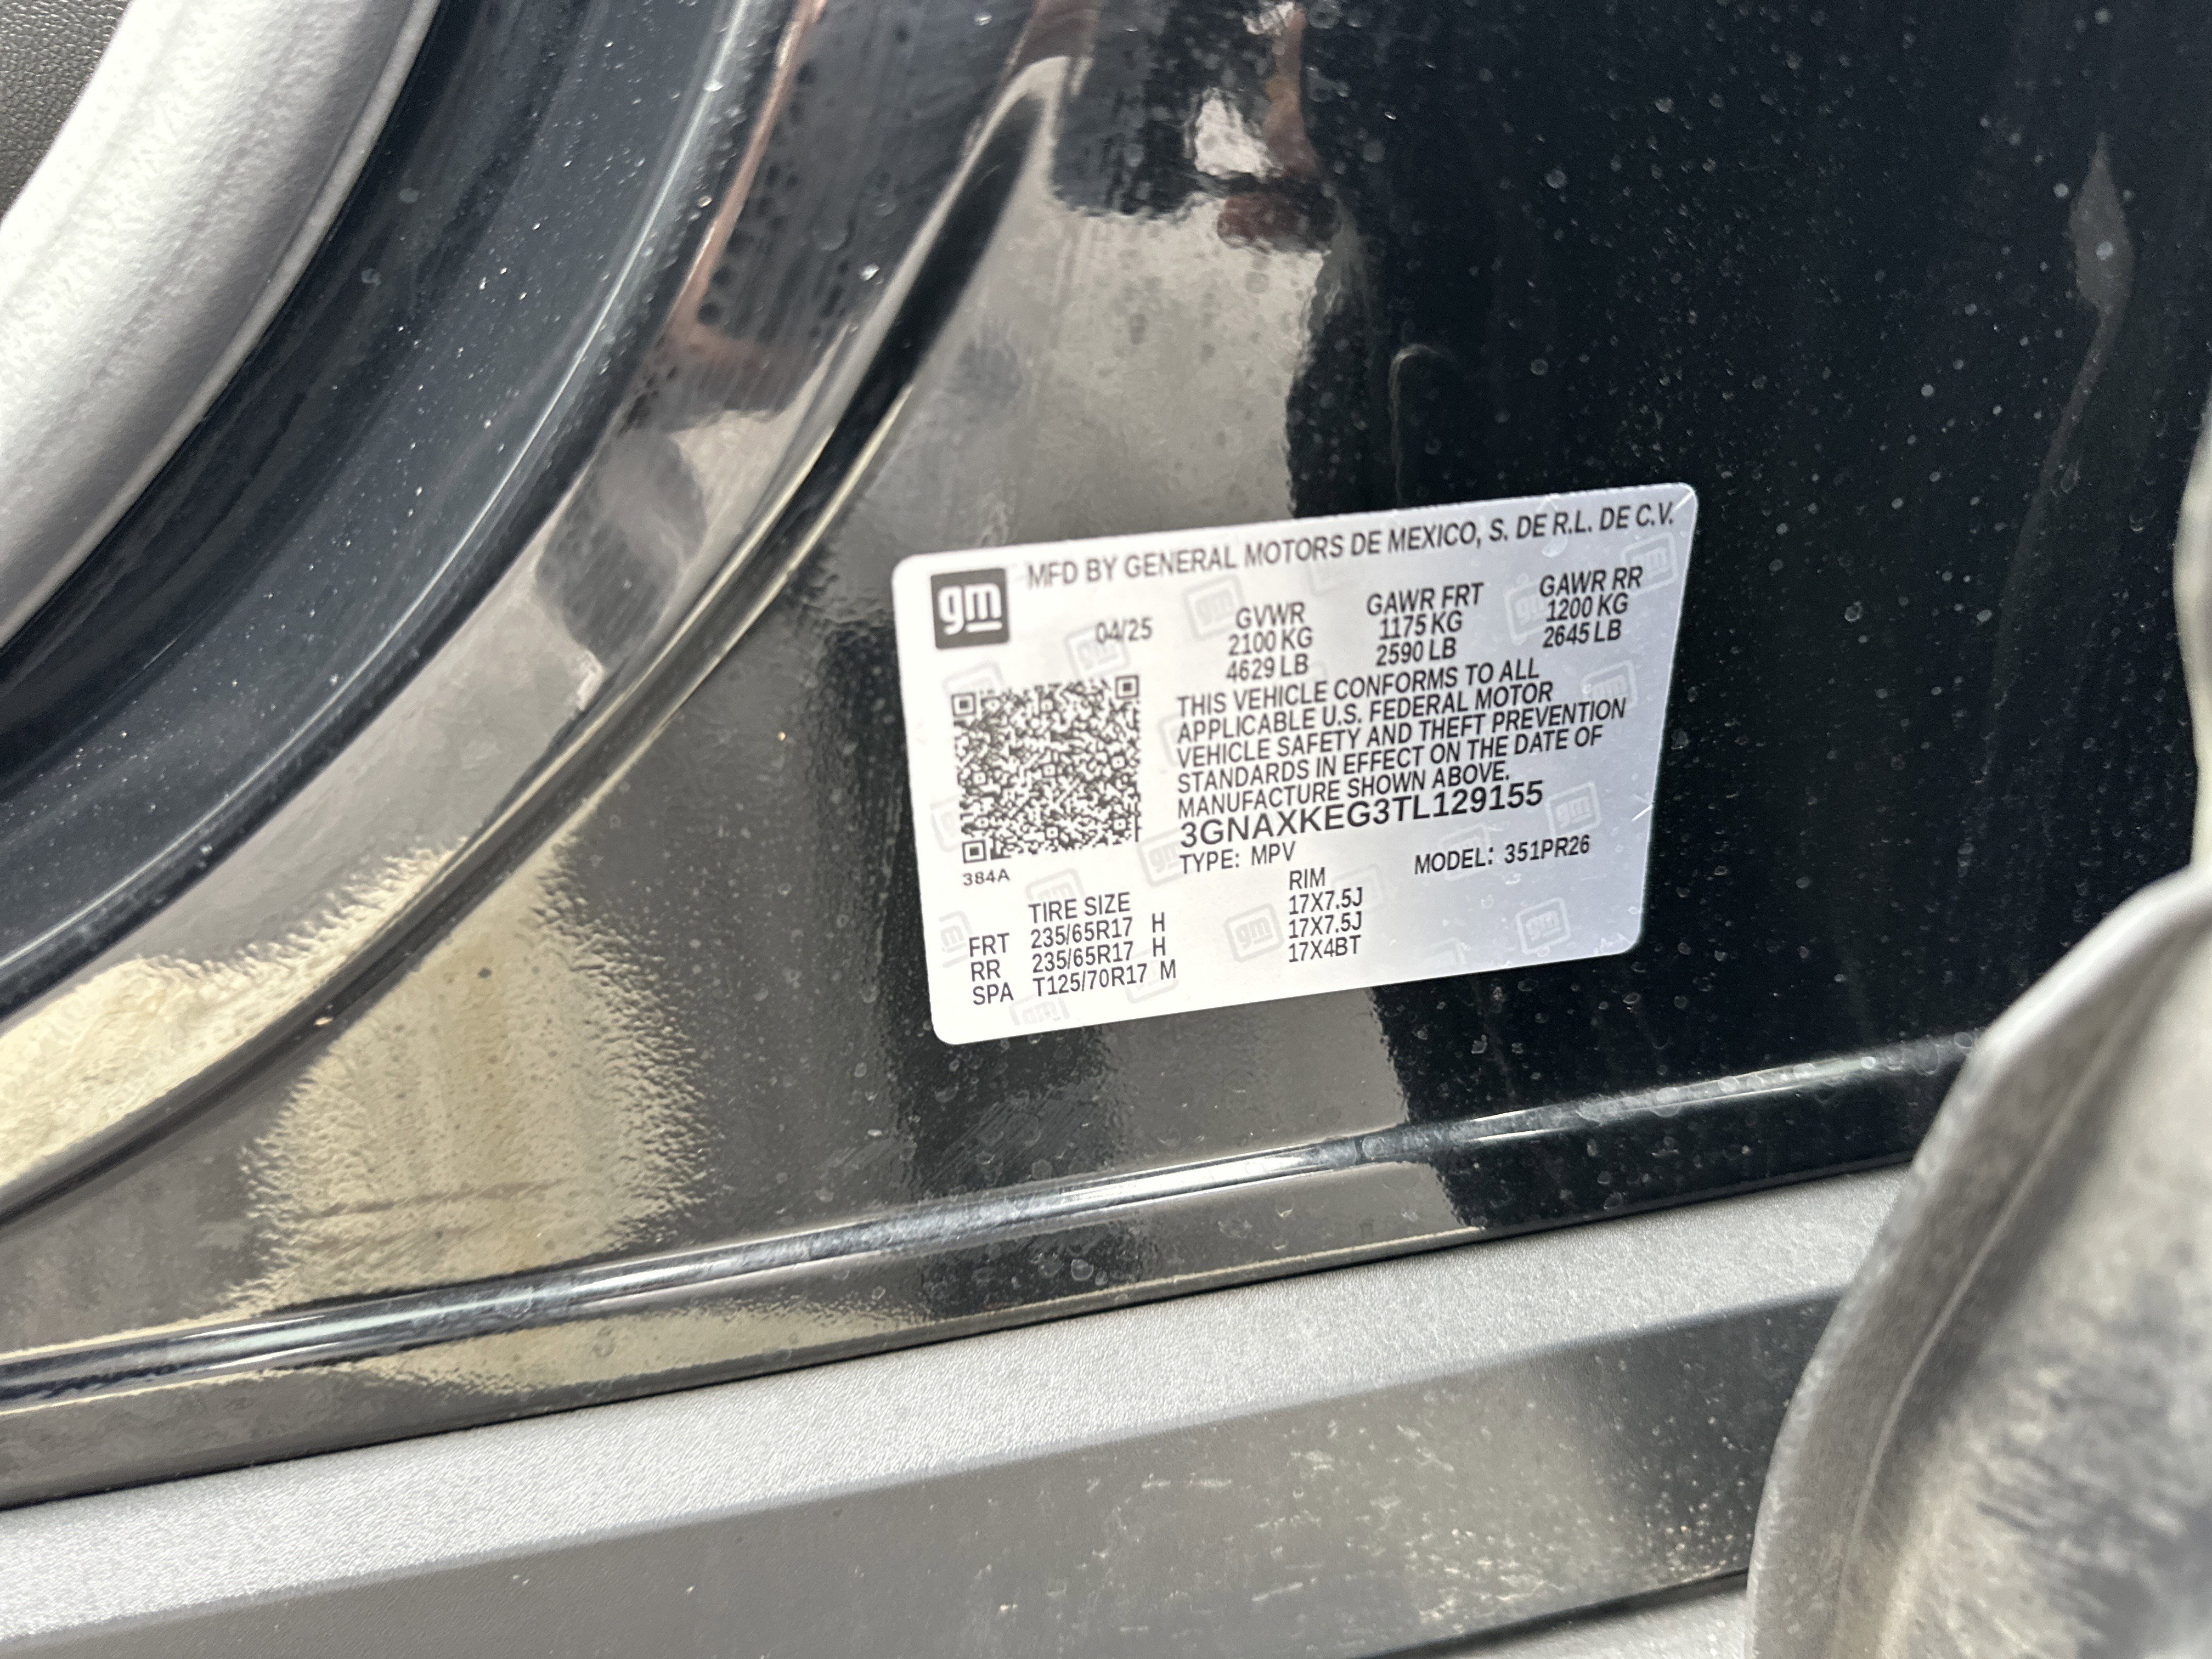 gm MFD BY GENERAL MOTORS DE MEXICO, S. DE R.L. DE C.V.
04/25 GVWR GAWR FRT GAWR RR
2100 KG 1175 KG 1200 KG
4629 LB 2590 LB 2645 LB
THIS VEHICLE CONFORMS TO ALL
APPLICABLE U.S. FEDERAL MOTOR
VEHICLE SAFETY AND THEFT PREVENTION
STANDARDS IN EFFECT ON THE DATE OF
MANUFACTURE SHOWN ABOVE.
3GNAXKEG3TL129155
TYPE: MPV MODEL: 351PR26
384A
TIRE SIZE RIM
FRT 235/65R17 H 17X7.5J
RR 235/65R17 H 17X7.5J
SPA T125/70R17 M 17X4BT